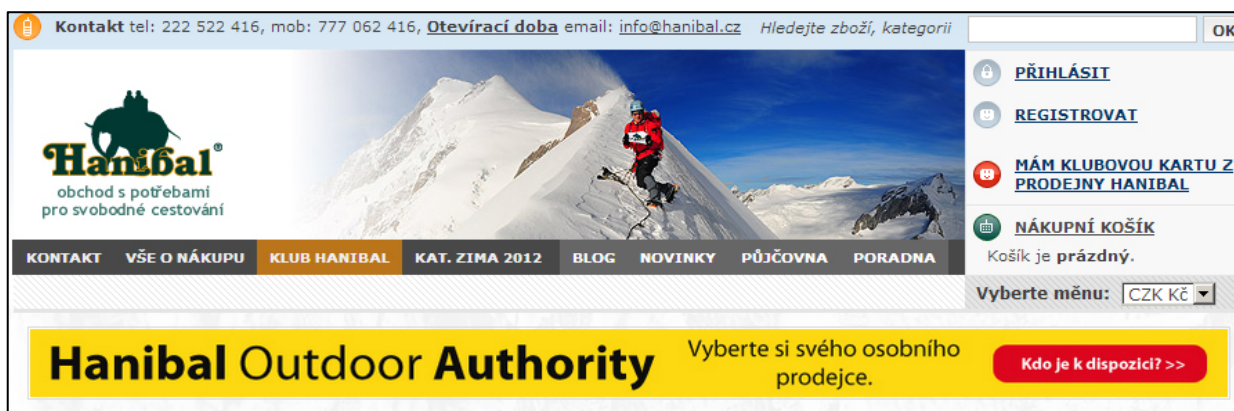 Kontakt tel: 222 522 416, mob: 777 062 416, Otevírací doba email: info@hanibal.cz Hledejte zboží, kategorii OK
PŘIHLÁSIT
REGISTROVAT
MÁM KLUBOVOU KARTU Z
PRODEJNY HANIBAL
NÁKUPNÍ KOŠÍK
Košík je prázdný.
Hanibal®
obchod s potřebami
pro svobodné cestování
KONTAKT VŠE O NÁKUPU KLUB HANIBAL KAT. ZIMA 2012 BLOG NOVINKY PŮJČOVNA PORADNA
Vyberte měnu: CZK Kč
Hanibal Outdoor Authority
Vyberte si svého osobního
prodejce.
Kdo je k dispozici? >>